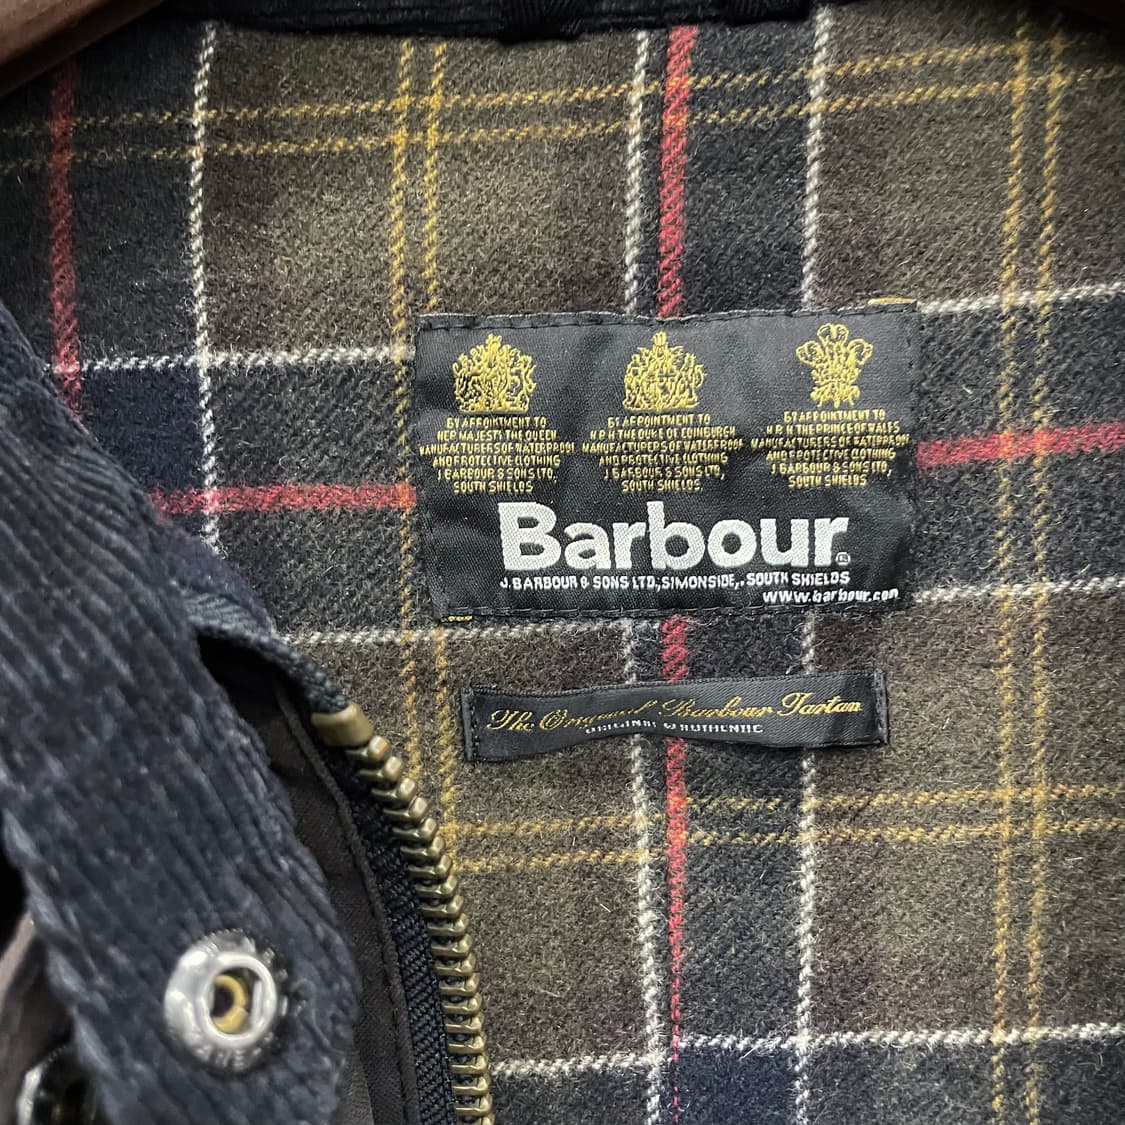 BY APPOINTMENT TO
HER MAJESTY THE QUEEN
MANUFACTURERS OF WATERPROOF
AND PROTECTIVE CLOTHING
J. BARBOUR & SONS LTD,
SOUTH SHIELDS
BY APPOINTMENT TO
H.R.H THE DUKE OF EDINBURGH
MANUFACTURERS OF WATERPROOF
AND PROTECTIVE CLOTHING
J. BARBOUR & SONS LTD,
SOUTH SHIELDS.
BY APPOINTMENT TO
H.R.H. THE PRINCE OF WALES
MANUFACTURERS OF WATERPROOF
AND PROTECTIVE CLOTHING
J. BARBOUR & SONS LTD,
SOUTH SHIELDS
Barbour®
J. BARBOUR & SONS LTD., SIMONSIDE, . SOUTH SHIELDS
www.barbour.com
The Original Barbour Tartan
ORIGINAL & AUTHENTIC